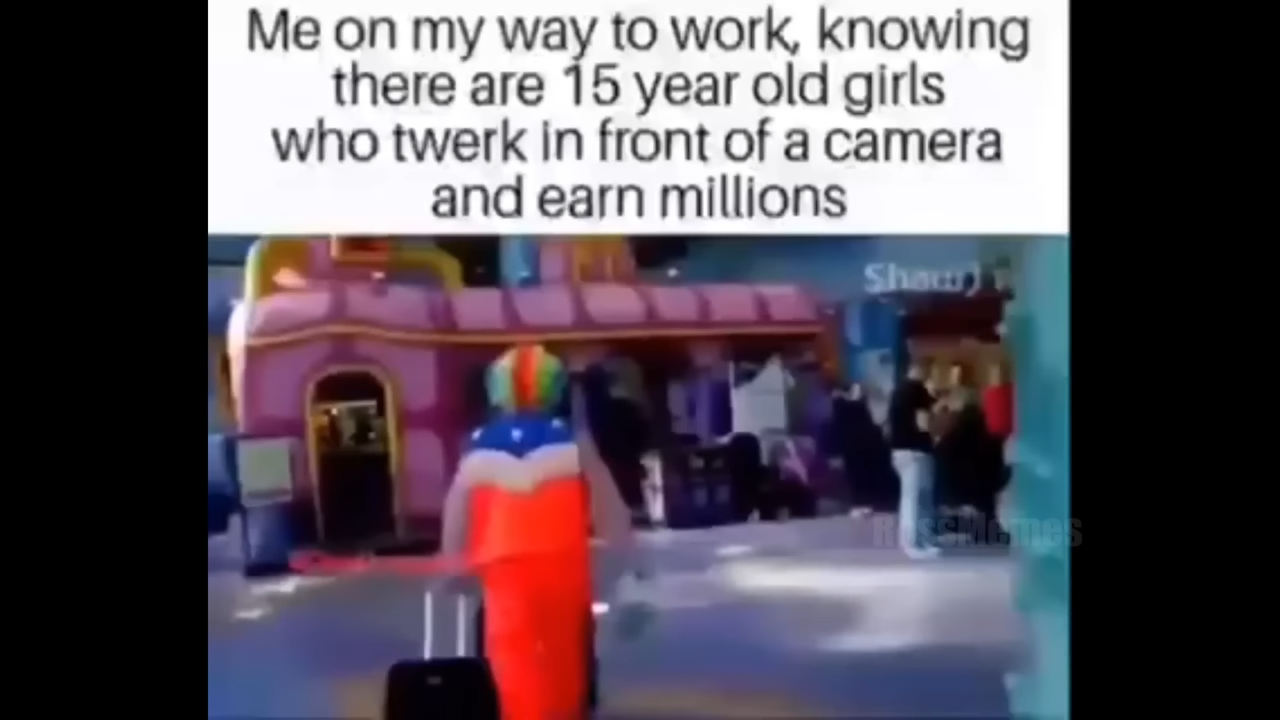 Me on my way to work, knowing
there are 15 year old girls
who twerk in front of a camera
and earn millions
RossMemes